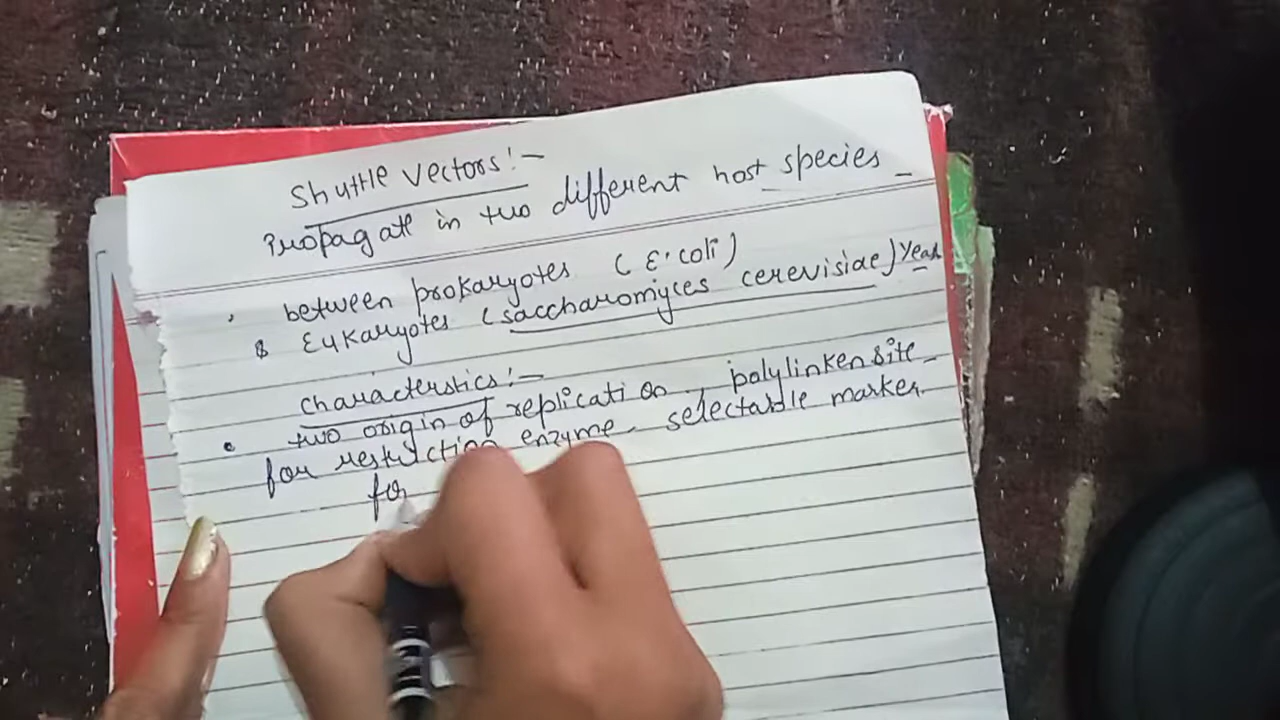 Shuttle Vectors:-
Propagate in two different host species
between prokaryotes (E.coli)
& Eukaryotes (saccharomyces cerevisiae) Yeast
characterstics:-
• two origin of replication, polylinker site
for restriction enzyme selectable marker
for